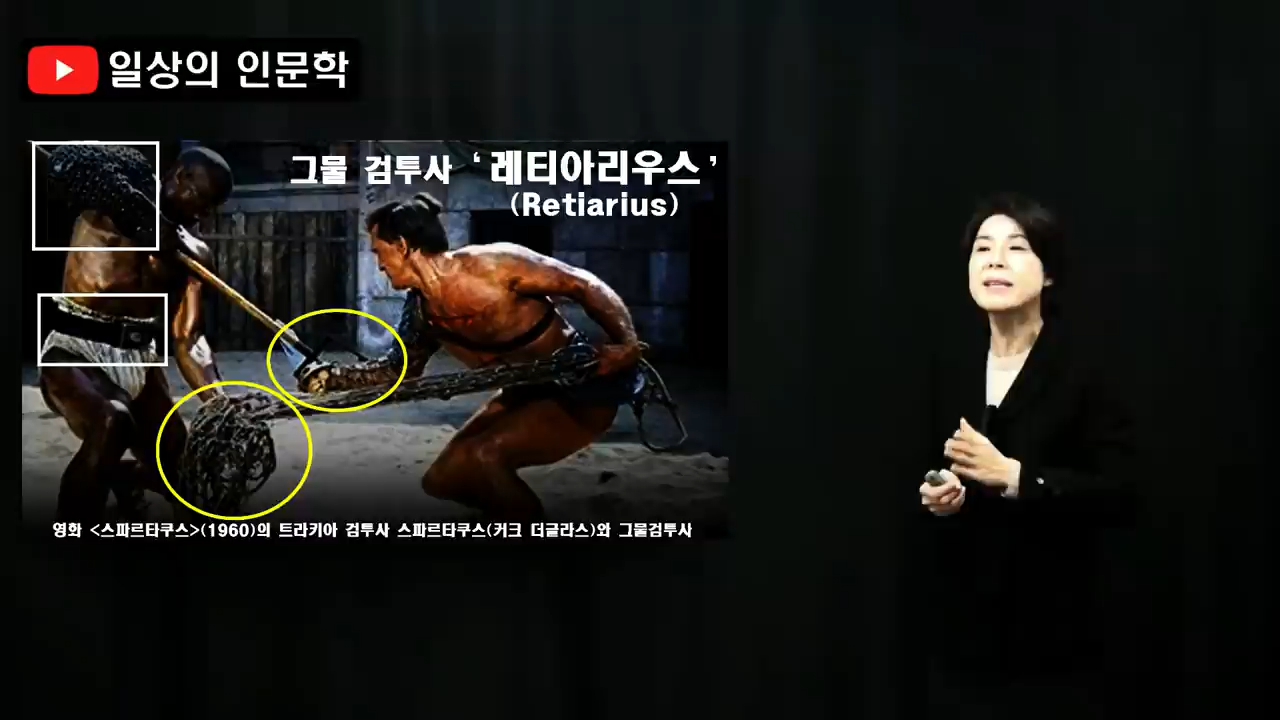 일상의 인문학
그물 검투사 ‘레티아리우스’
(Retiarius)
영화 <스파르타쿠스>(1960)의 트라키아 검투사 스파르타쿠스(커크 더글라스)와 그물검투사